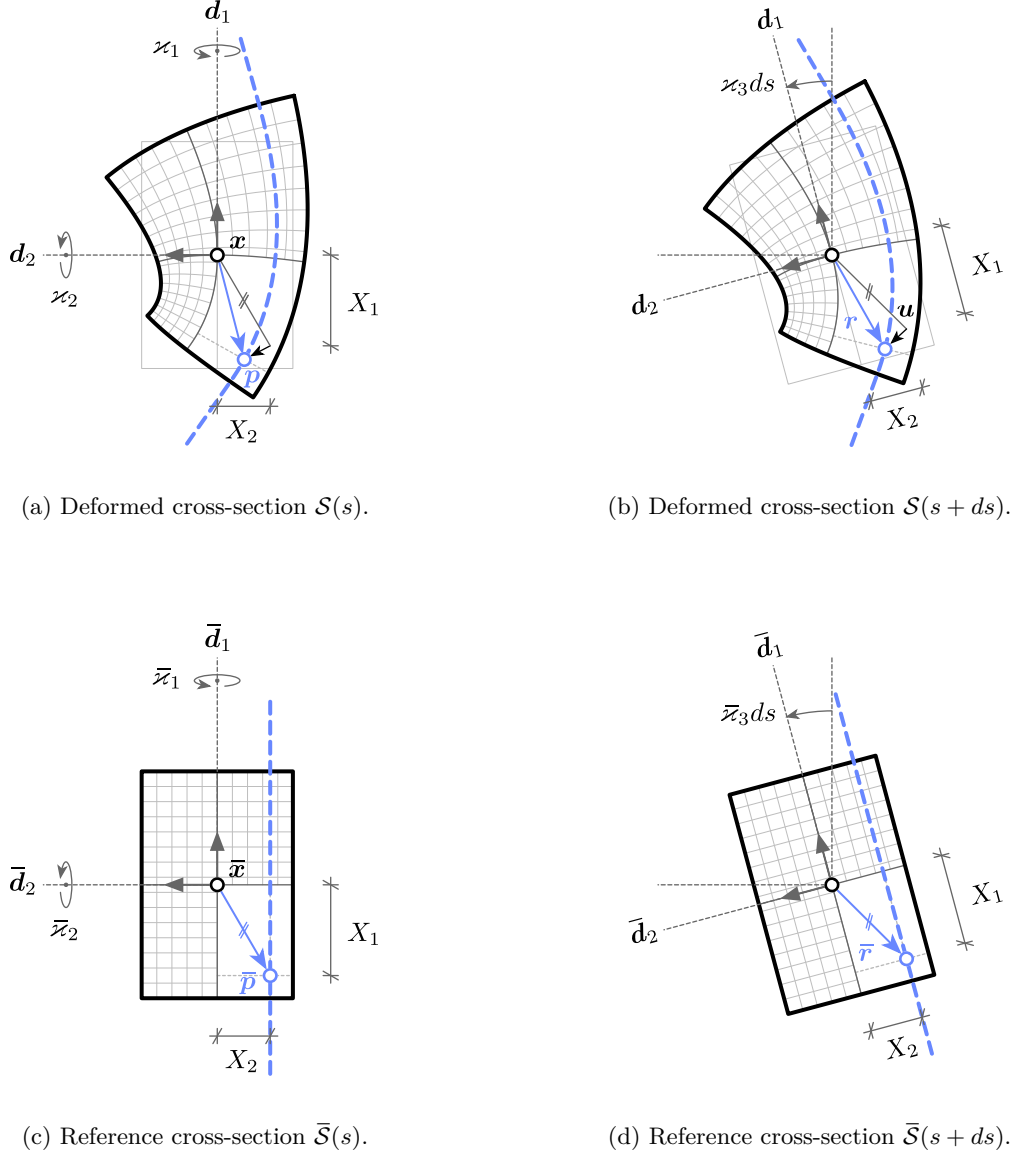 d₁
ϰ₁
d₂
ϰ₂
x
X₁
p
X₂
(a) Deformed cross-section 𝒮(s).
d₁
ϰ₃ds
d₂
X₁
u
r
X₂
(b) Deformed cross-section 𝒮(s + ds).
d̅₁
ϰ̅₁
d̅₂
ϰ̅₂
x̅
X₁
p̅
X₂
(c) Reference cross-section 𝒮̅(s).
d̅₁
ϰ̅₃ds
d̅₂
X₁
r̅
X₂
(d) Reference cross-section 𝒮̅(s + ds).